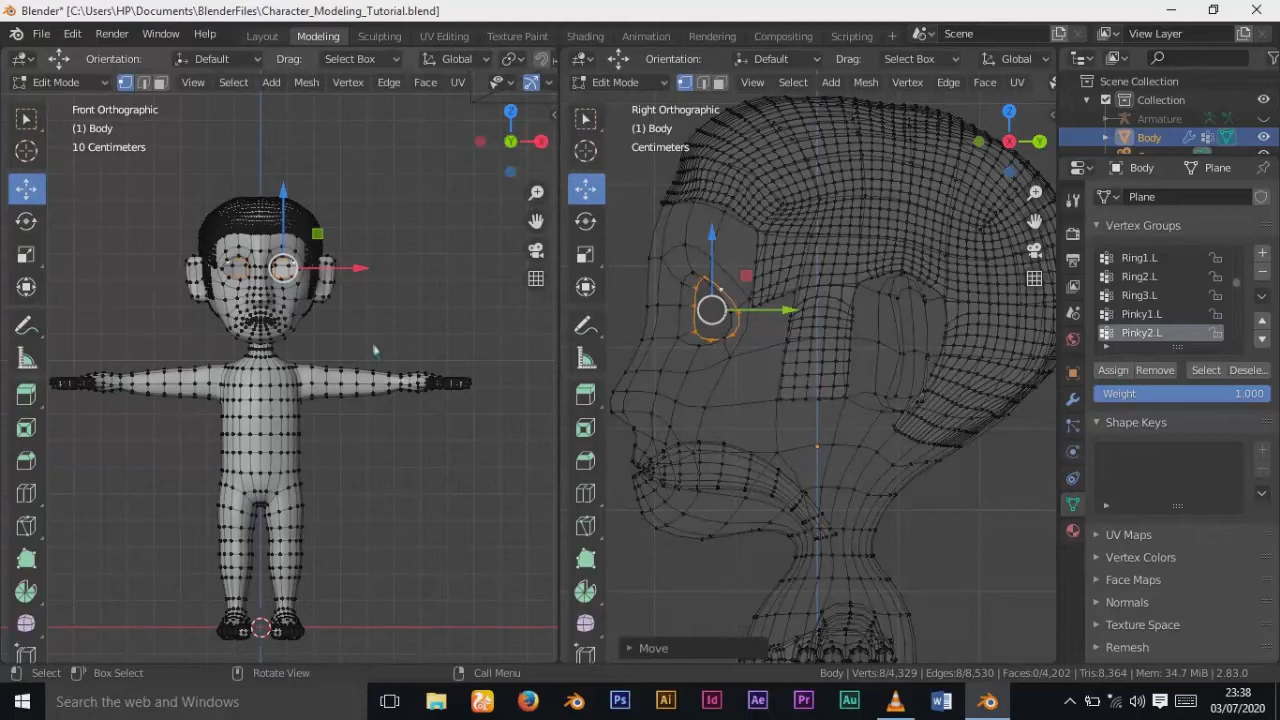 Blender* [C:\Users\HP\Documents\BlenderFiles\Character_Modeling_Tutorial.blend]
File Edit Render Window Help Layout Modeling Sculpting UV Editing Texture Paint Shading Animation Rendering Compositing Scripting + Scene View Layer
Orientation: Default Drag: Select Box Global
Orientation: Default Drag: Select Box Global
Edit Mode View Select Add Mesh Vertex Edge Face UV
Edit Mode View Select Add Mesh Vertex Edge Face UV
Front Orthographic
(1) Body
10 Centimeters
Z
Y
X
Right Orthographic
(1) Body
Centimeters
Z
X
Y
Move
Scene Collection
Collection
Armature
Body
Body Plane
Plane
Vertex Groups
Ring1.L
Ring2.L
Ring3.L
Pinky1.L
Pinky2.L
Assign Remove Select Desele...
Weight 1.000
Shape Keys
UV Maps
Vertex Colors
Face Maps
Normals
Texture Space
Remesh
Select Box Select Rotate View Call Menu Body | Verts:8/4,329 | Edges:8/8,530 | Faces:0/4,202 | Tris:8,364 | Mem: 34.7 MiB | 2.83.0
Search the web and Windows
Ps Ai Id Ae Pr Au
23:38
03/07/2020